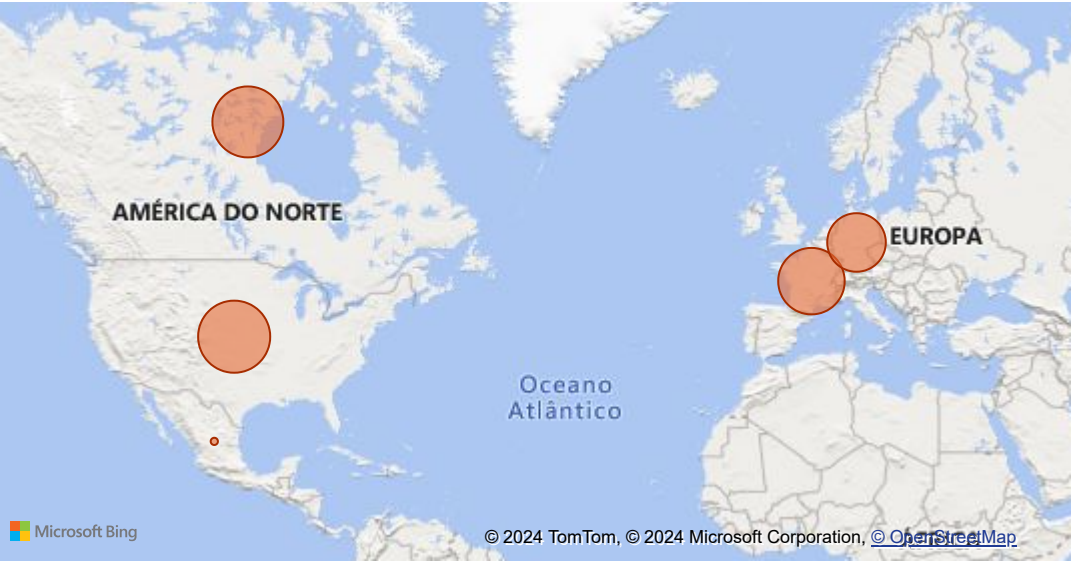 AMÉRICA DO NORTE
EUROPA
Oceano
Atlântico
Microsoft Bing
© 2024 TomTom, © 2024 Microsoft Corporation, © OpenStreetMap